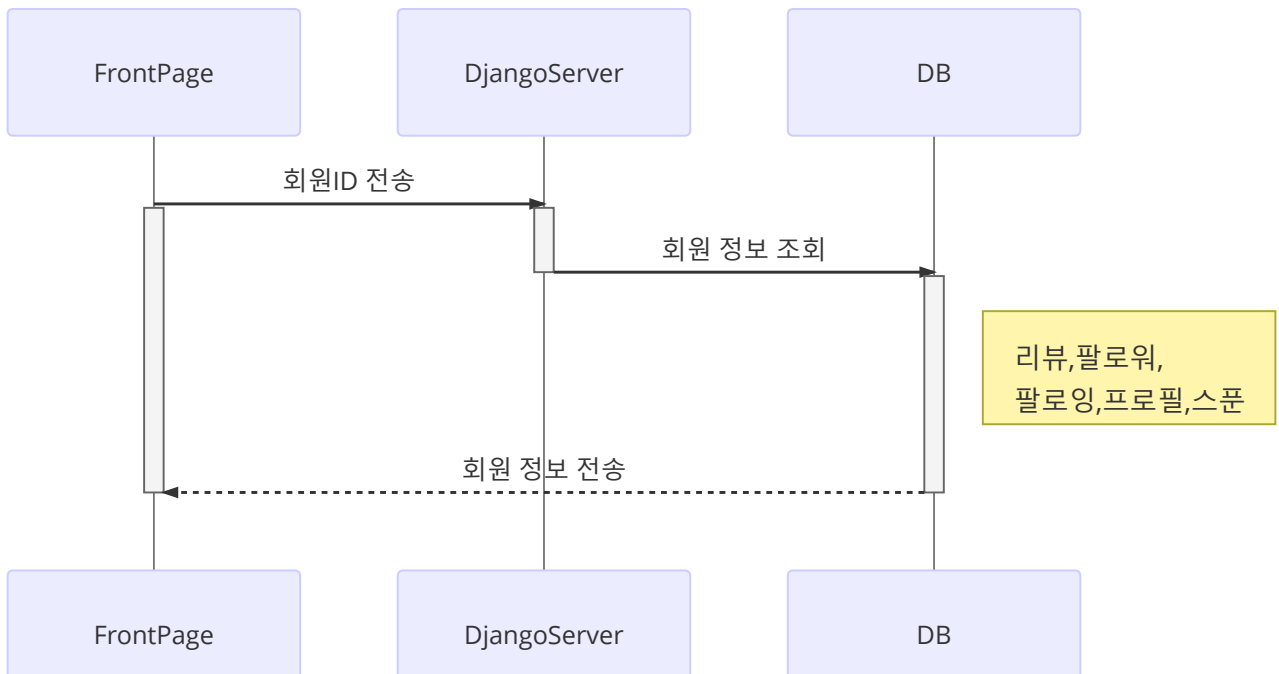 FrontPage
DjangoServer
DB
회원ID 전송
회원 정보 조회
리뷰,팔로워,
팔로잉,프로필,스푼
회원 정보 전송
FrontPage
DjangoServer
DB